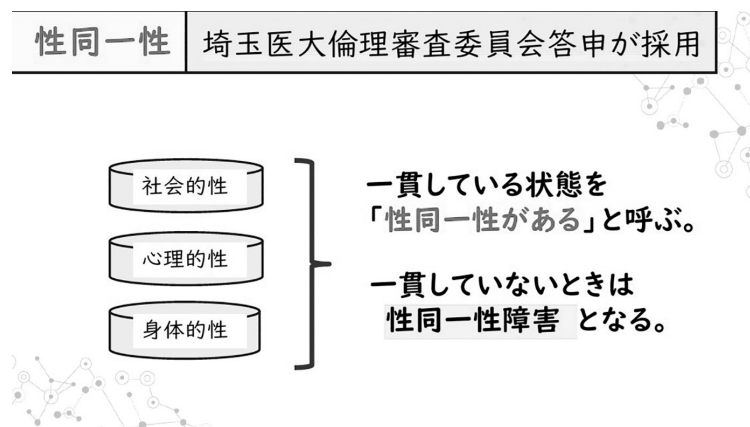 性同一性
埼玉医大倫理審査委員会答申が採用
社会的性
心理的性
身体的性
一貫している状態を
「性同一性がある」と呼ぶ。
一貫していないときは
性同一性障害 となる。